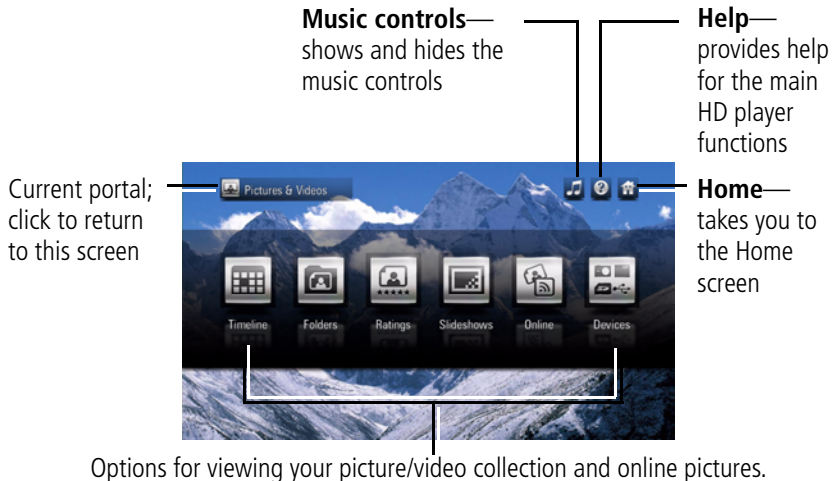 Music controls—
shows and hides the
music controls
Help—
provides help
for the main
HD player
functions
Current portal;
click to return
to this screen
Pictures & Videos
Home—
takes you to
the Home
screen
Timeline Folders Ratings Slideshows Online Devices
Options for viewing your picture/video collection and online pictures.